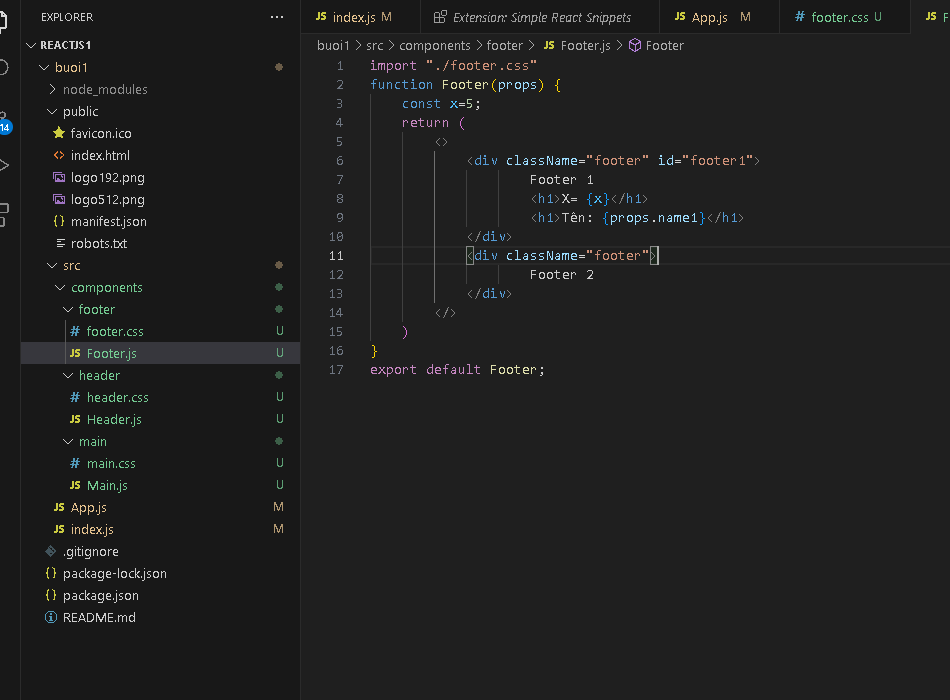 EXPLORER
REACTJS1
buoi1
node_modules
public
favicon.ico
index.html
logo192.png
logo512.png
manifest.json
robots.txt
src
components
footer
# footer.css U
JS Footer.js U
header
# header.css U
JS Header.js U
main
# main.css U
JS Main.js U
JS App.js M
JS index.js M
.gitignore
{} package-lock.json
{} package.json
README.md
14
JS index.js M
Extension: Simple React Snippets
JS App.js M
# footer.css U
JS F
buoi1 > src > components > footer > JS Footer.js > Footer
1 import "./footer.css"
2 function Footer(props) {
3 const x=5;
4 return (
5 <>
6 <div className="footer" id="footer1">
7 Footer 1
8 <h1>X= {x}</h1>
9 <h1>Tên: {props.name1}</h1>
10 </div>
11 <div className="footer">
12 Footer 2
13 </div>
14 </>
15 )
16 }
17 export default Footer;